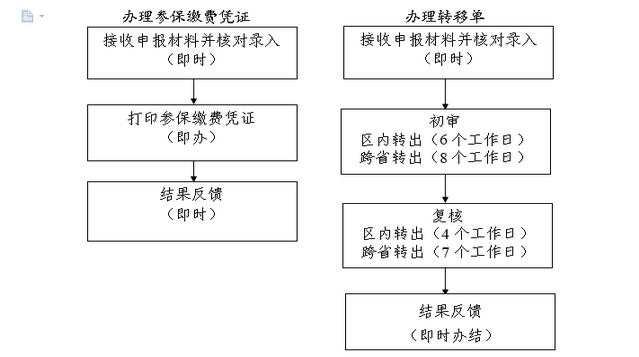 办理参保缴费凭证
接收申报材料并核对录入
（即时）
打印参保缴费凭证
（即办）
结果反馈
（即时）
办理转移单
接收申报材料并核对录入
（即时）
初审
区内转出（6 个工作日）
跨省转出（8 个工作日）
复核
区内转出（4 个工作日）
跨省转出（7 个工作日）
结果反馈
（即时办结）